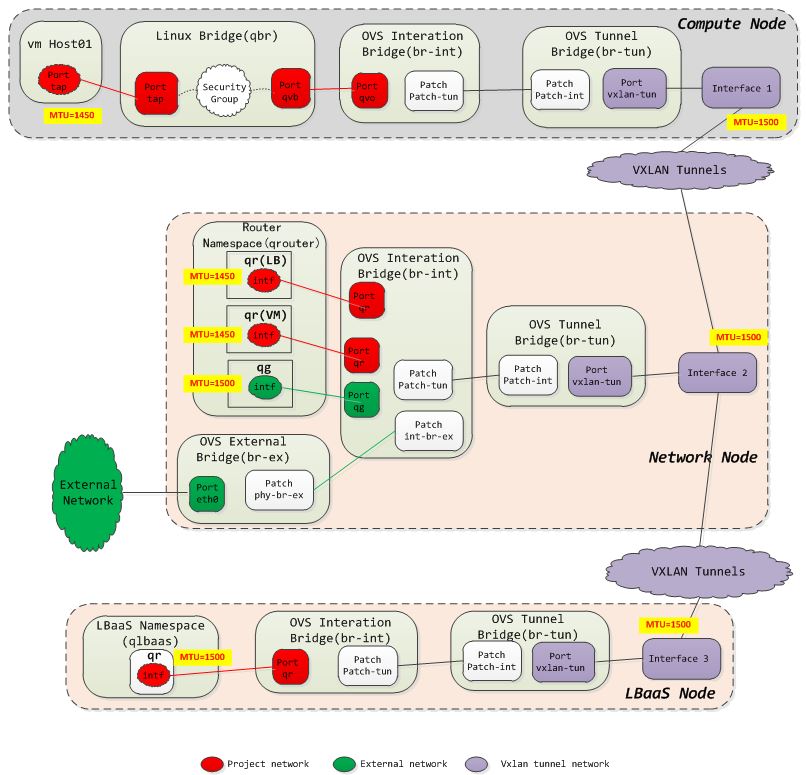 Compute Node
vm Host01
Port
tap
MTU=1450
Linux Bridge(qbr)
Port
tap
Security
Group
Port
qvb
OVS Interation
Bridge(br-int)
Port
qvo
Patch
Patch-tun
OVS Tunnel
Bridge(br-tun)
Patch
Patch-int
Port
vxlan-tun
Interface 1
MTU=1500
VXLAN Tunnels
Router
Namespace(qrouter)
qr(LB)
MTU=1450
intf
qr(VM)
MTU=1450
intf
qg
MTU=1500
intf
OVS Interation
Bridge(br-int)
Port
qr
Port
qr
Port
qg
Patch
Patch-tun
Patch
int-br-ex
OVS Tunnel
Bridge(br-tun)
Patch
Patch-int
Port
vxlan-tun
MTU=1500
Interface 2
Network Node
OVS External
Bridge(br-ex)
Port
eth0
Patch
phy-br-ex
External
Network
VXLAN Tunnels
LBaaS Namespace
(qlbaas)
qr
intf
MTU=1500
OVS Interation
Bridge(br-int)
Port
qr
Patch
Patch-tun
OVS Tunnel
Bridge(br-tun)
Patch
Patch-int
Port
vxlan-tun
MTU=1500
Interface 3
LBaaS Node
Project network
External network
Vxlan tunnel network